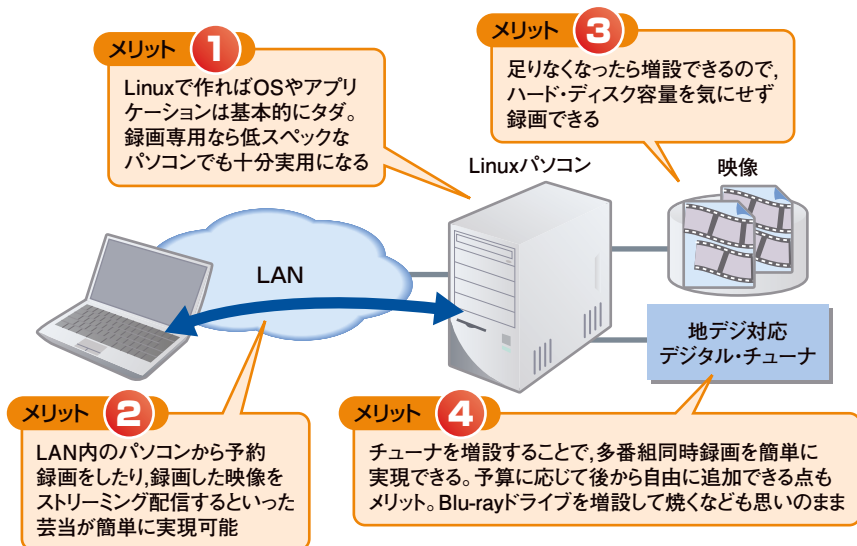 メリット 1
Linuxで作ればOSやアプリ
ケーションは基本的にタダ。
録画専用なら低スペックな
パソコンでも十分実用になる
メリット 3
足りなくなったら増設できるので,
ハード・ディスク容量を気にせず
録画できる
Linuxパソコン
映像
LAN
地デジ対応
デジタル・チューナ
メリット 2
LAN内のパソコンから予約
録画をしたり,録画した映像を
ストリーミング配信するといった
芸当が簡単に実現可能
メリット 4
チューナを増設することで,多番組同時録画を簡単に
実現できる。予算に応じて後から自由に追加できる点も
メリット。Blu-rayドライブを増設して焼くなども思いのまま